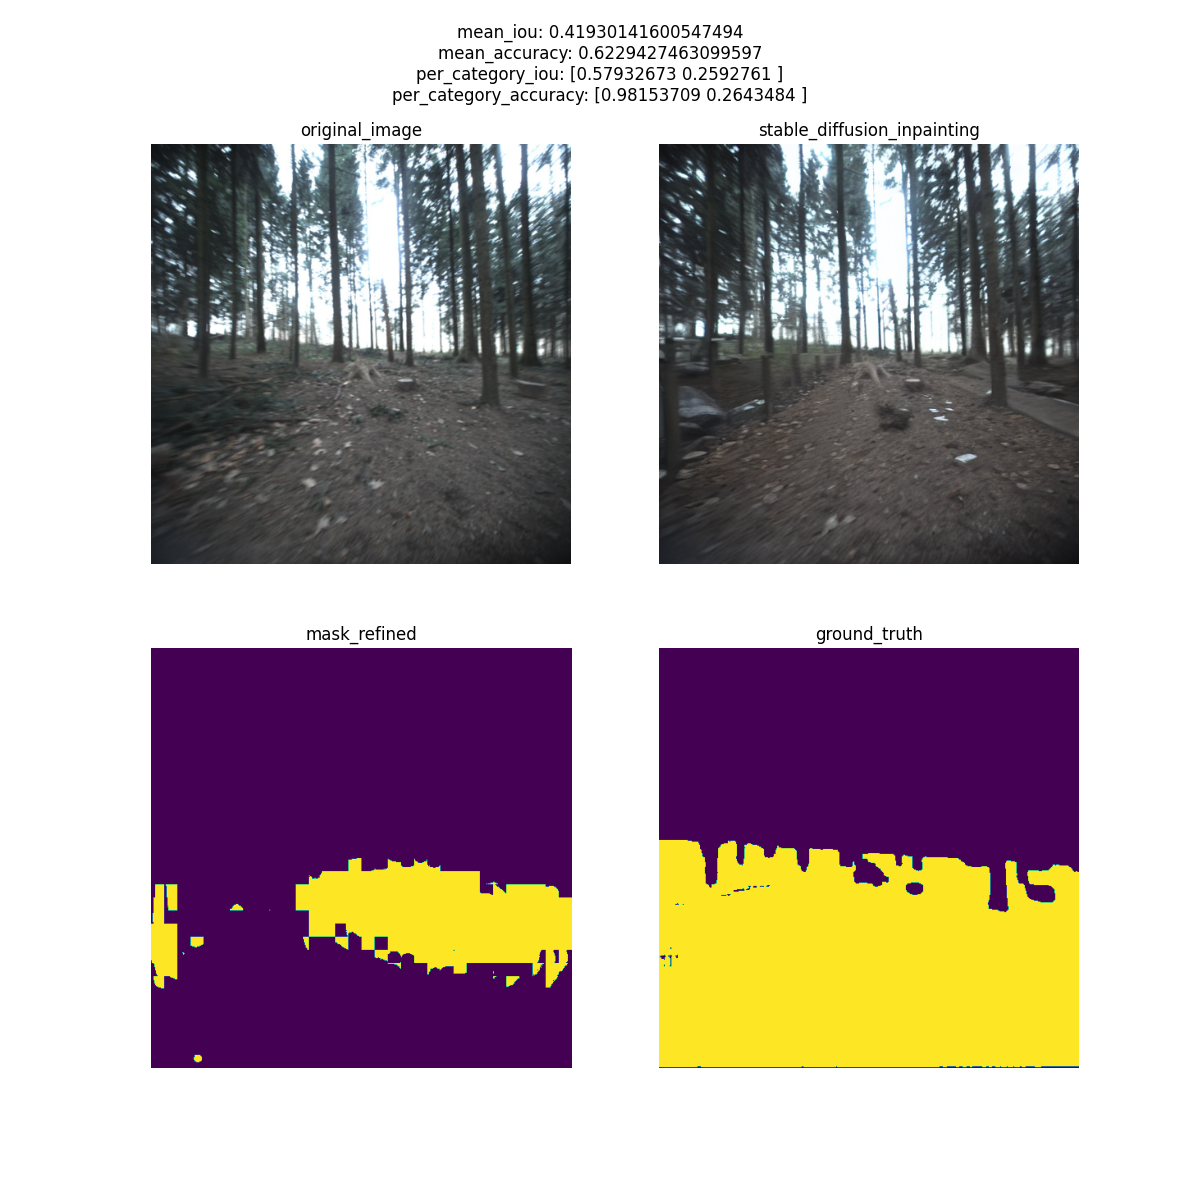 mean_iou: 0.41930141600547494
mean_accuracy: 0.6229427463099597
per_category_iou: [0.57932673 0.2592761 ]
per_category_accuracy: [0.98153709 0.2643484 ]
original_image
stable_diffusion_inpainting
mask_refined
ground_truth